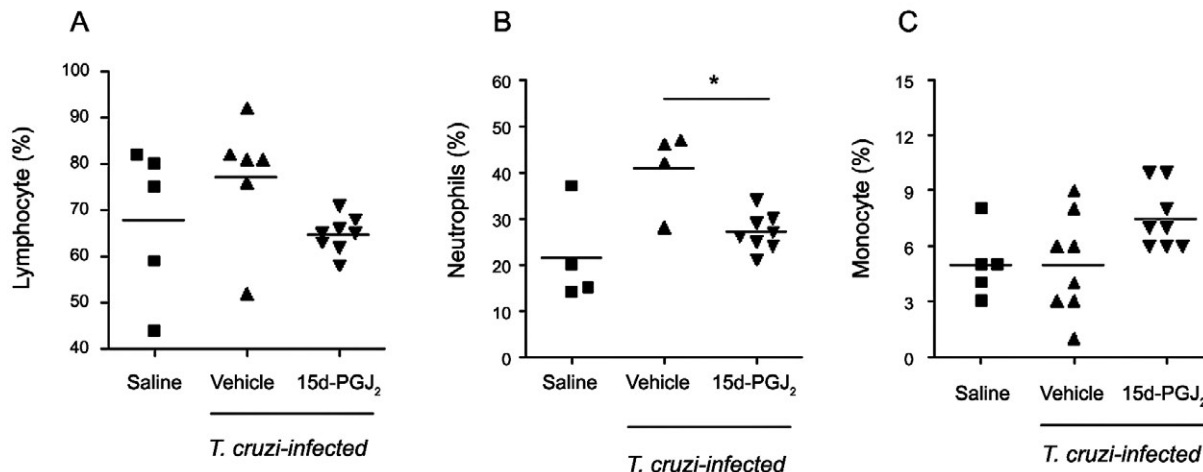 A
Lymphocyte (%)
100
90
80
70
60
50
40
Saline
Vehicle
15d-PGJ₂
T. cruzi-infected
B
Neutrophils (%)
60
50
40
30
20
10
0
*
Saline
Vehicle
15d-PGJ₂
T. cruzi-infected
C
Monocyte (%)
15
12
9
6
3
0
Saline
Vehicle
15d-PGJ₂
T. cruzi-infected